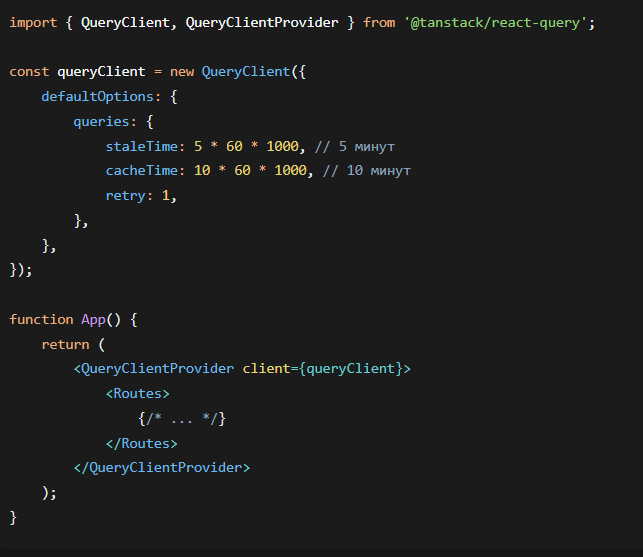 import { QueryClient, QueryClientProvider } from '@tanstack/react-query';
const queryClient = new QueryClient({
defaultOptions: {
queries: {
staleTime: 5 * 60 * 1000, // 5 минут
cacheTime: 10 * 60 * 1000, // 10 минут
retry: 1,
},
},
});
function App() {
return (
<QueryClientProvider client={queryClient}>
<Routes>
{/* ... */}
</Routes>
</QueryClientProvider>
);
}